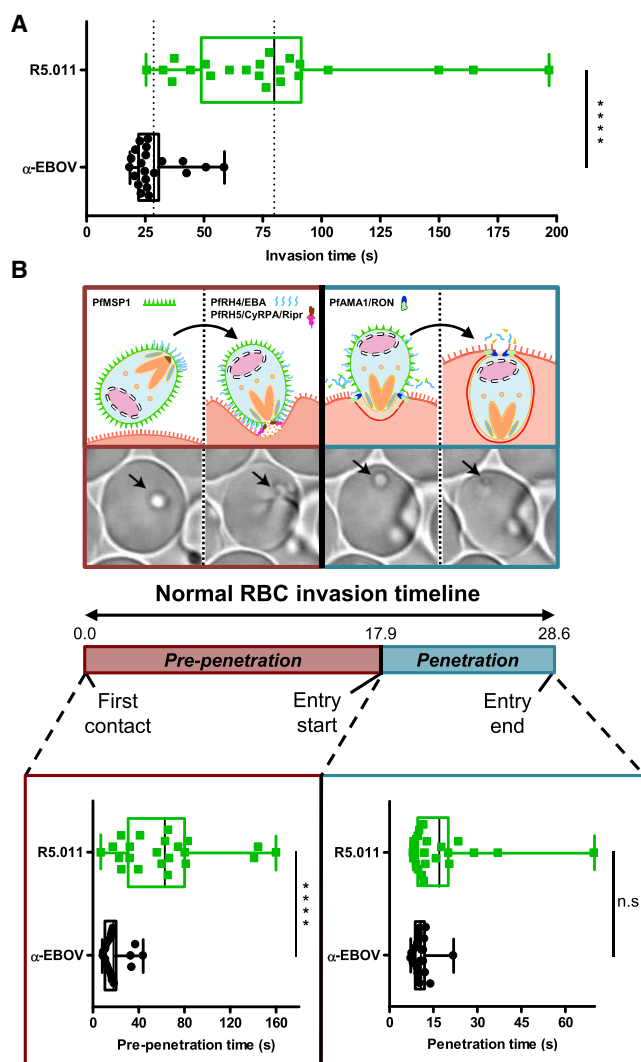 A
R5.011
α-EBOV
****
0 25 50 75 100 125 150 175 200
Invasion time (s)
B
PfMSP1
PfRH4/EBA
PfRH5/CyRPA/Ripr
PfAMA1/RON
Normal RBC invasion timeline
0.0 17.9 28.6
Pre-penetration Penetration
First contact
Entry start
Entry end
R5.011
α-EBOV
****
0 40 80 120 160
Pre-penetration time (s)
R5.011
α-EBOV
n.s
0 15 30 45 60
Penetration time (s)